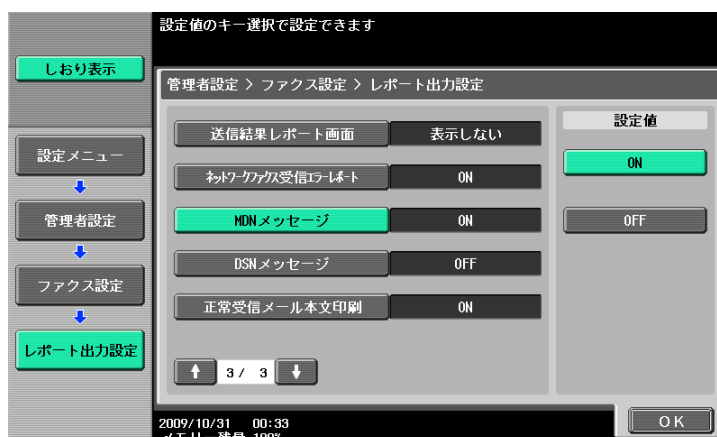 設定値のキー選択で設定できます
しおり表示
管理者設定 > ファクス設定 > レポート出力設定
設定メニュー
管理者設定
ファクス設定
レポート出力設定
送信結果レポート画面 表示しない
ネットワークファクス受信エラーレポート ON
MDNメッセージ ON
DSNメッセージ OFF
正常受信メール本文印刷 ON
↑ 3/ 3 ↓
設定値
ON
OFF
2009/10/31 00:33
メモリー残量 100%
OK